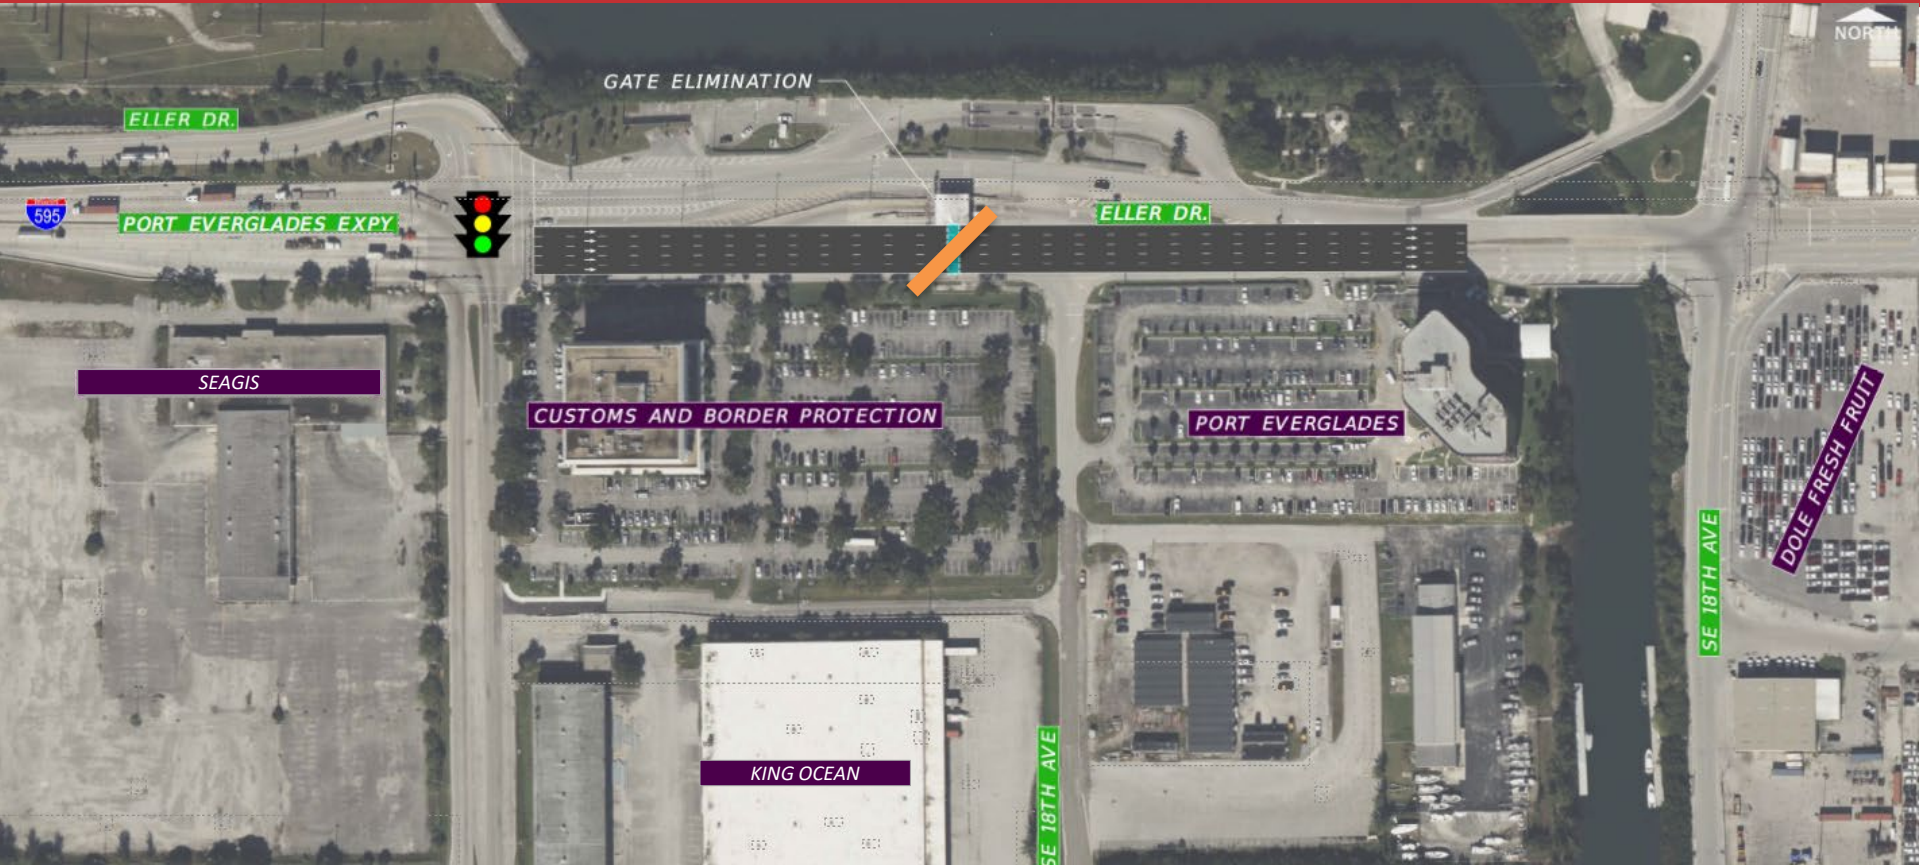 NORTH
GATE ELIMINATION
ELLER DR.
595
PORT EVERGLADES EXPY
ELLER DR.
SEAGIS
CUSTOMS AND BORDER PROTECTION
PORT EVERGLADES
DOLE FRESH FRUIT
SE 18TH AVE
KING OCEAN
SE 18TH AVE